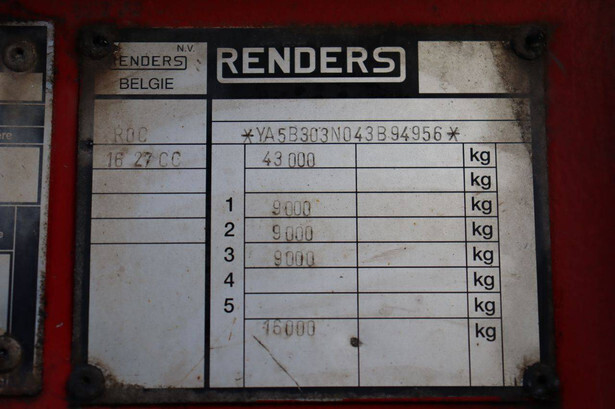 N.V.
RENDERS
BELGIE
RENDERS
ROC
*YA5B303N043B94956*
16 27 CC
43 000 kg
kg
1 9000 kg
2 9000 kg
3 9000 kg
4 kg
5 kg
16000 kg